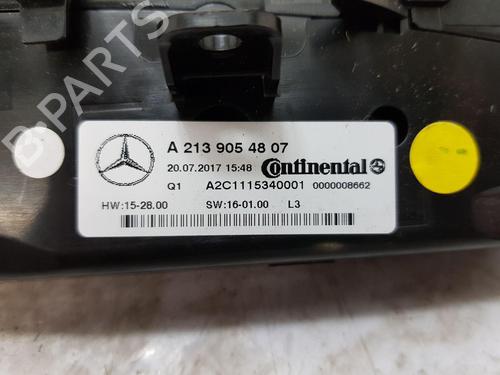 A 213 905 48 07
20.07.2017 15:48 Continental
Q1 A2C1115340001 0000008662
HW:15-28.00 SW:16-01.00 L3
B-PARTS